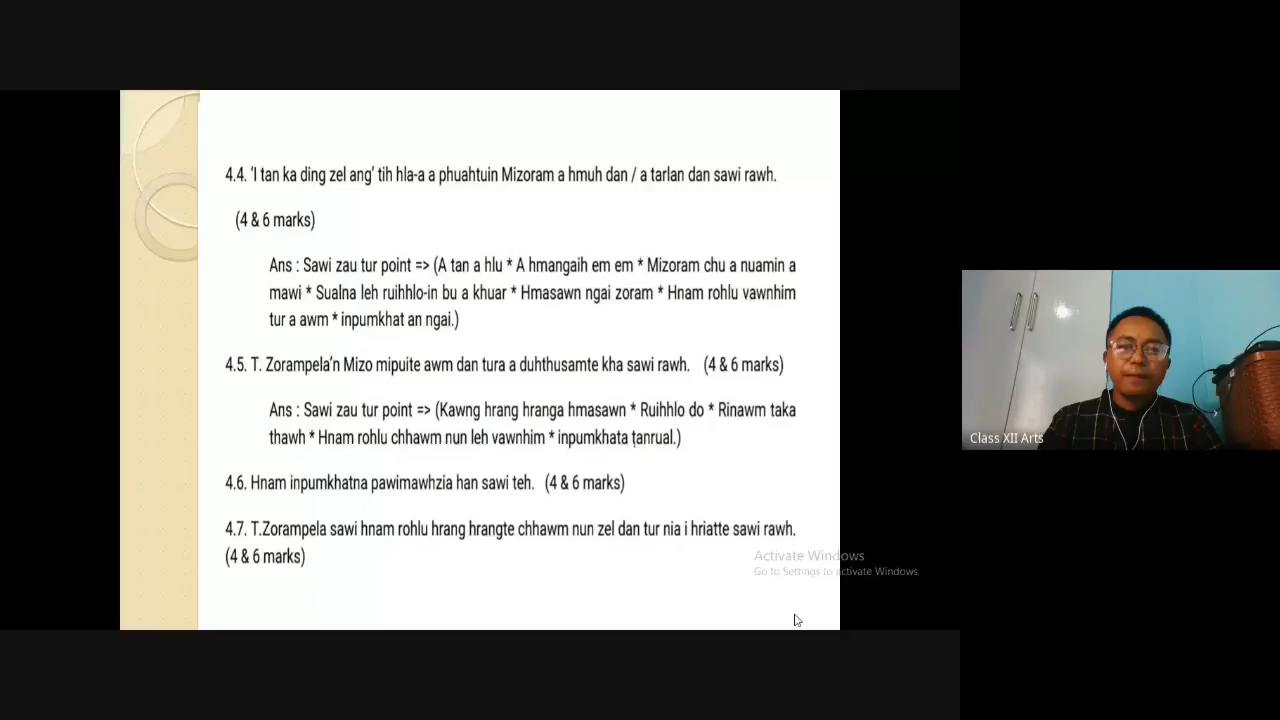 4.4. 'I tan ka ding zel ang' tih hla-a a phuahtuin Mizoram a hmuh dan / a tarlan dan sawi rawh.
(4 & 6 marks)
Ans : Sawi zau tur point => (A tan a hlu * A hmangaih em em * Mizoram chu a nuamin a
mawi * Sualna leh ruihhlo-in bu a khuar * Hmasawn ngai zoram * Hnam rohlu vawnhim
tur a awm * inpumkhat an ngai.)
4.5. T. Zorampela'n Mizo mipuite awm dan tura a duhthusamte kha sawi rawh. (4 & 6 marks)
Ans : Sawi zau tur point => (Kawng hrang hranga hmasawn * Ruihhlo do * Rinawm taka
thawh * Hnam rohlu chhawm nun leh vawnhim * inpumkhata ṭanrual.)
4.6. Hnam inpumkhatna pawimawhzia han sawi teh. (4 & 6 marks)
4.7. T.Zorampela sawi hnam rohlu hrang hrangte chhawm nun zel dan tur nia i hriatte sawi rawh.
(4 & 6 marks)
Activate Windows
Go to Settings to activate Windows.
Class XII Arts